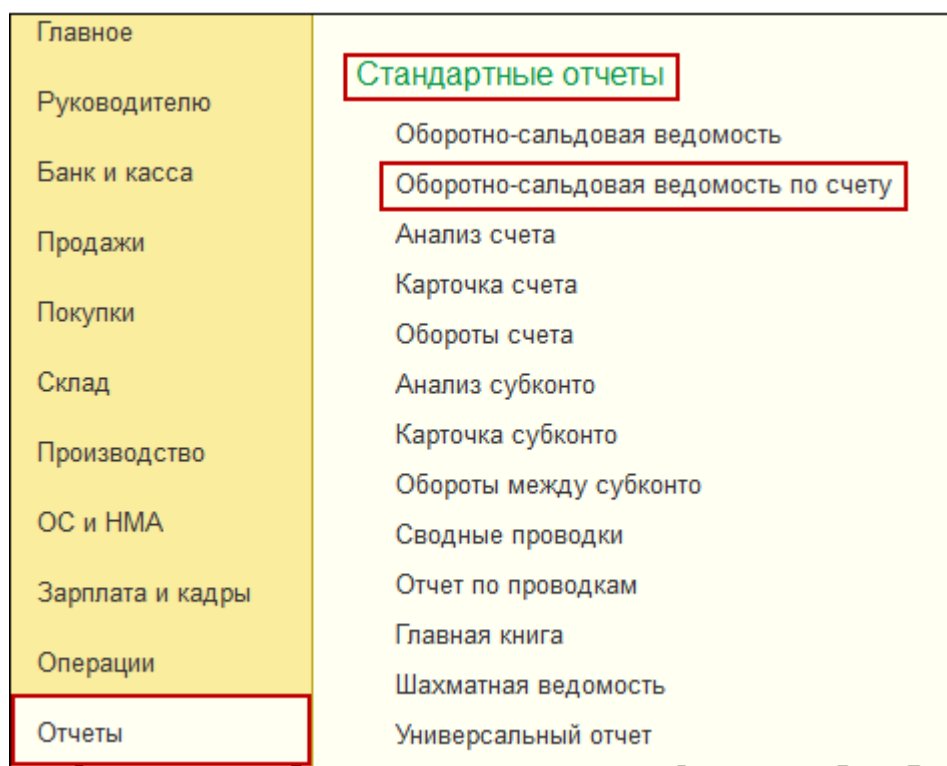 Главное
Руководителю
Банк и касса
Продажи
Покупки
Склад
Производство
ОС и НМА
Зарплата и кадры
Операции
Отчеты
Стандартные отчеты
Оборотно-сальдовая ведомость
Оборотно-сальдовая ведомость по счету
Анализ счета
Карточка счета
Обороты счета
Анализ субконто
Карточка субконто
Обороты между субконто
Сводные проводки
Отчет по проводкам
Главная книга
Шахматная ведомость
Универсальный отчет